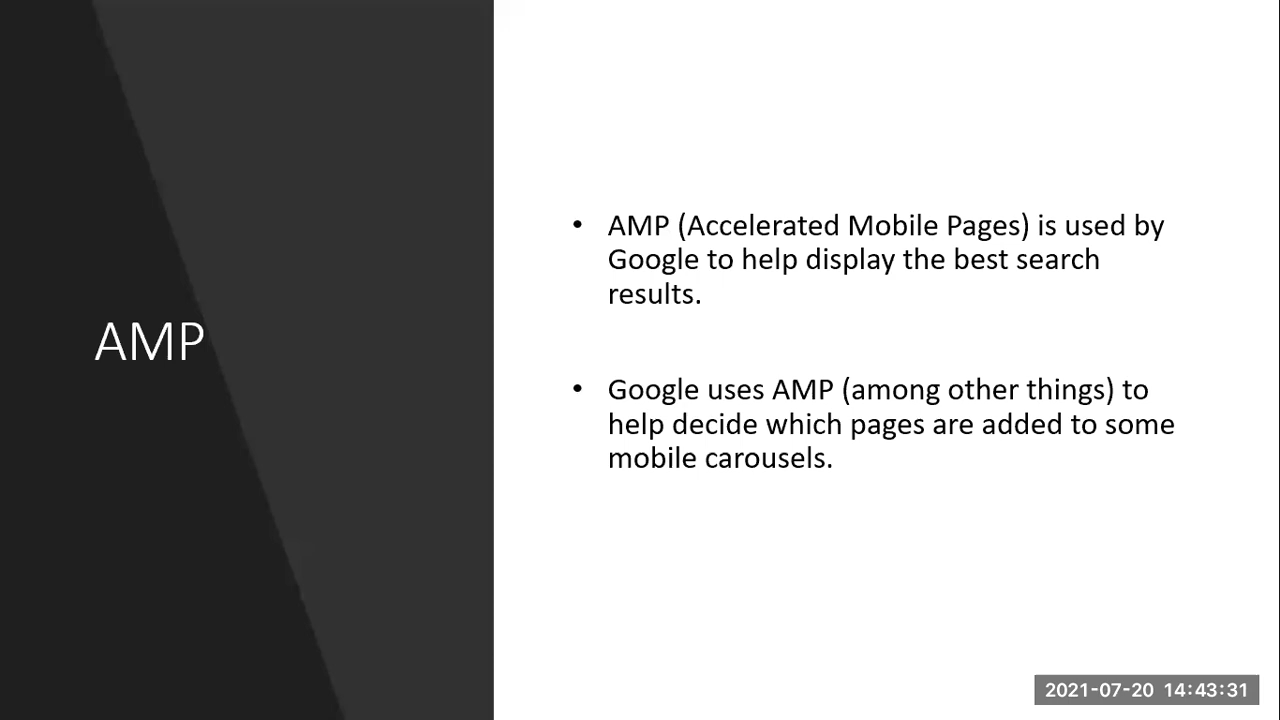 AMP
• AMP (Accelerated Mobile Pages) is used by
Google to help display the best search
results.
• Google uses AMP (among other things) to
help decide which pages are added to some
mobile carousels.
2021-07-20 14:43:31